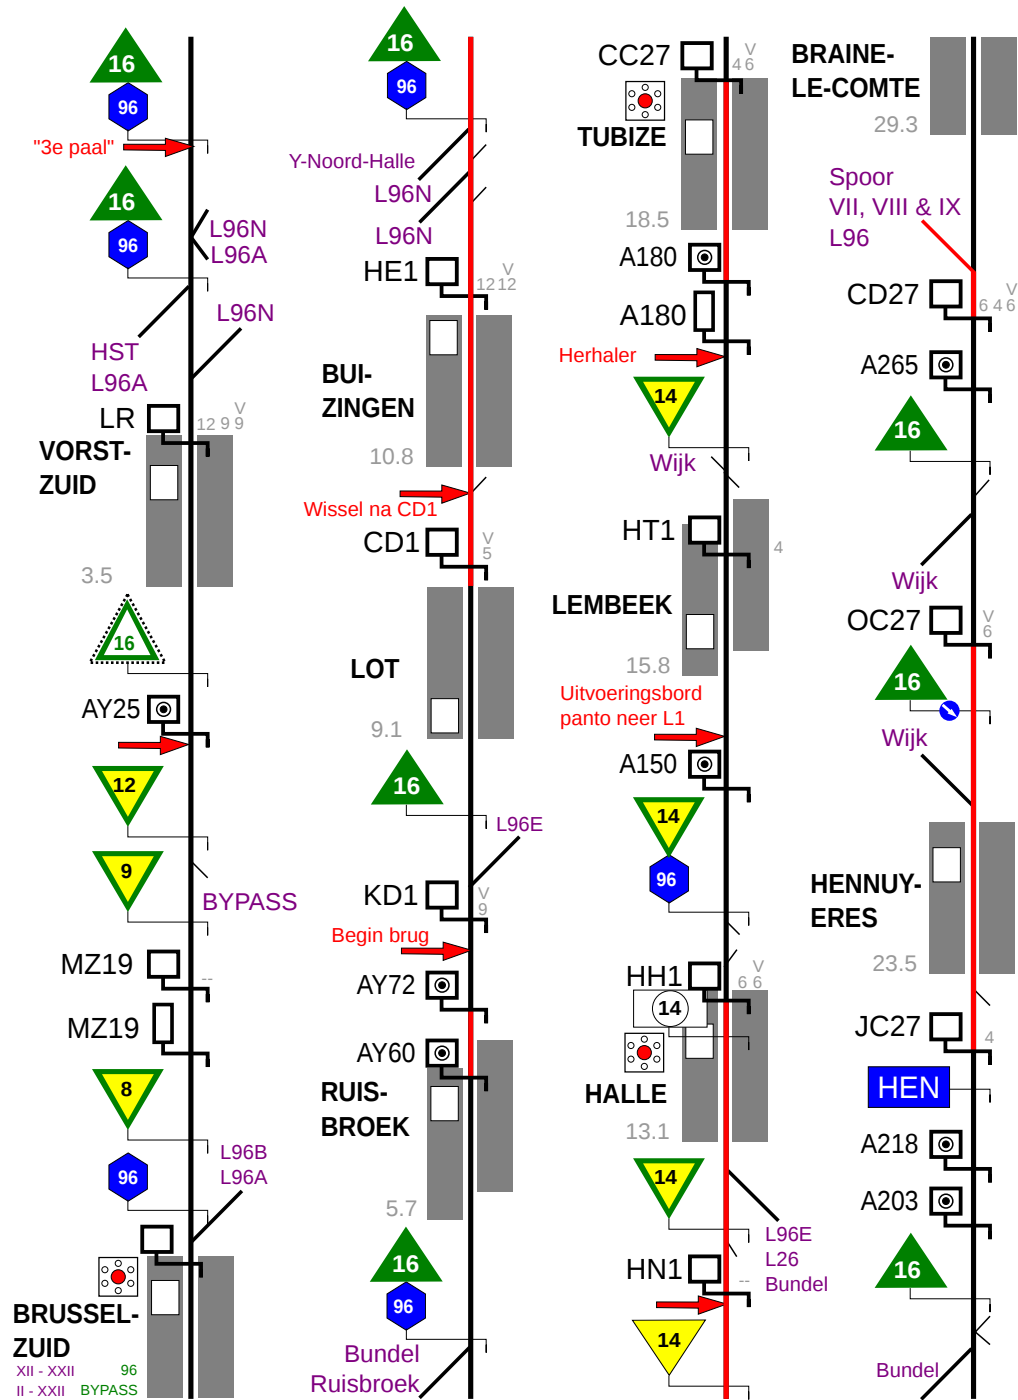 16
96
"3e paal"
16
96
L96N
L96A
L96N
HST
L96A
LR
12 9 V
9
VORST-
ZUID
3.5
16
AY25
12
9
BYPASS
MZ19
--
MZ19
8
96
L96B
L96A
BRUSSEL-
ZUID
XII - XXII 96
II - XXII BYPASS
16
96
Y-Noord-Halle
L96N
L96N
HE1
12 V
12
BUI-
ZINGEN
10.8
Wissel na CD1
CD1
V
5
LOT
9.1
16
L96E
KD1
V
9
Begin brug
AY72
AY60
RUIS-
BROEK
5.7
16
96
Bundel
Ruisbroek
CC27
4 V
6
TUBIZE
18.5
A180
A180
Herhaler
14
Wijk
HT1
4
LEMBEEK
15.8
Uitvoeringsbord
panto neer L1
A150
14
96
HH1
6 V
6
14
HALLE
13.1
14
L96E
L26
Bundel
HN1
--
14
BRAINE-
LE-COMTE
29.3
Spoor
VII, VIII & IX
L96
CD27
6 4 V
6
A265
16
Wijk
OC27
V
6
16
Wijk
HENNUY-
ERES
23.5
JC27
4
HEN
A218
A203
16
Bundel